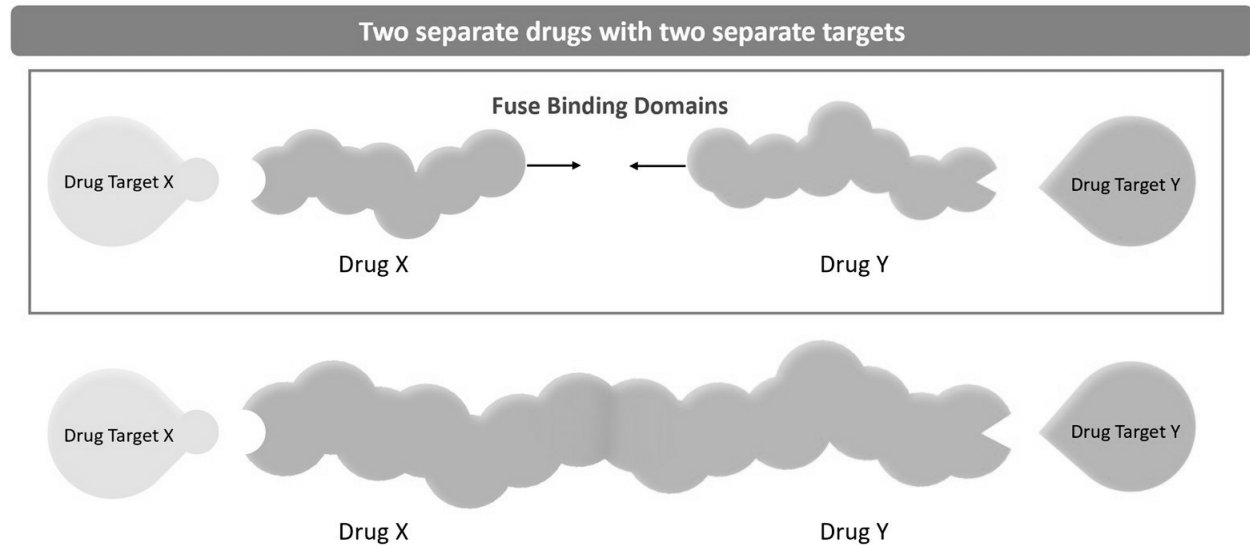 Two separate drugs with two separate targets
Fuse Binding Domains
Drug Target X
Drug Target Y
Drug X
Drug Y
Drug Target X
Drug Target Y
Drug X
Drug Y